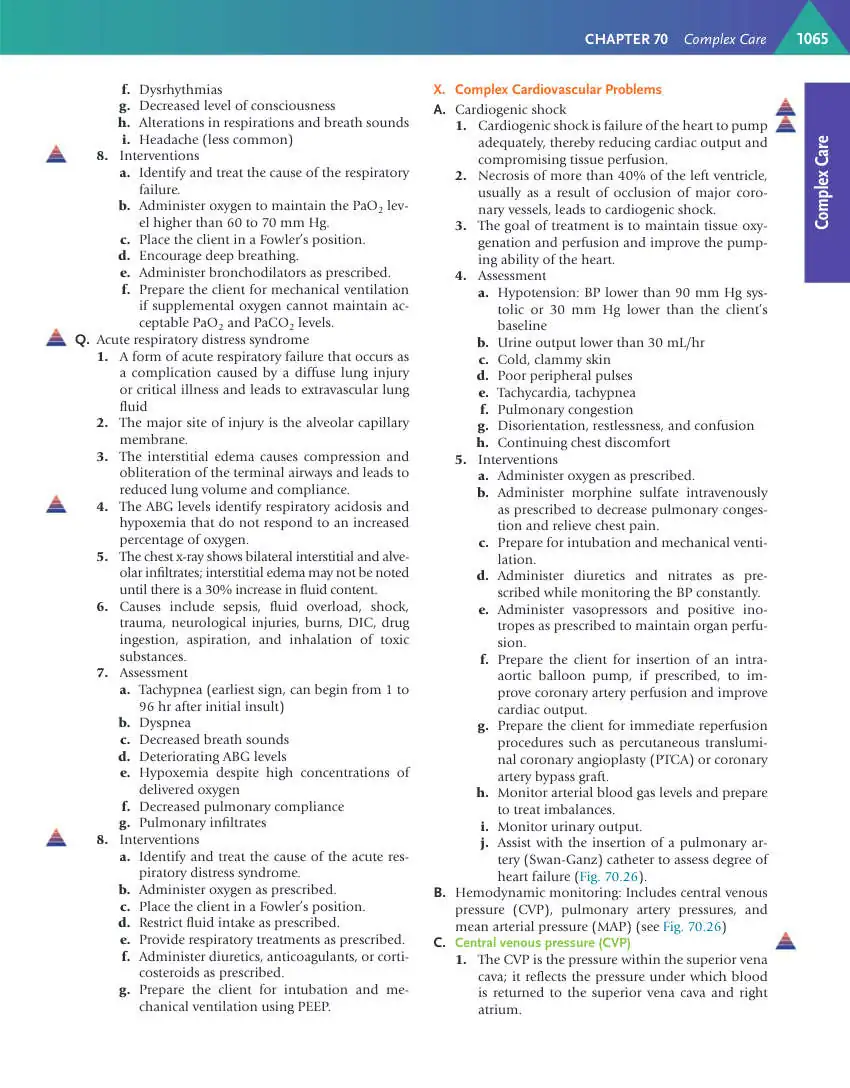 CHAPTER 70 Complex Care 1065
f. Dysrhythmias
g. Decreased level of consciousness
h. Alterations in respirations and breath sounds
i. Headache (less common)
8. Interventions
a. Identify and treat the cause of the respiratory
failure.
b. Administer oxygen to maintain the PaO2 lev-
el higher than 60 to 70 mm Hg.
c. Place the client in a Fowler's position.
d. Encourage deep breathing.
e. Administer bronchodilators as prescribed.
f. Prepare the client for mechanical ventilation
if supplemental oxygen cannot maintain ac-
ceptable PaO2 and PaCO2 levels.
Q. Acute respiratory distress syndrome
1. A form of acute respiratory failure that occurs as
a complication caused by a diffuse lung injury
or critical illness and leads to extravascular lung
fluid
2. The major site of injury is the alveolar capillary
membrane.
3. The interstitial edema causes compression and
obliteration of the terminal airways and leads to
reduced lung volume and compliance.
4. The ABG levels identify respiratory acidosis and
hypoxemia that do not respond to an increased
percentage of oxygen.
5. The chest x-ray shows bilateral interstitial and alve-
olar infiltrates; interstitial edema may not be noted
until there is a 30% increase in fluid content.
6. Causes include sepsis, fluid overload, shock,
trauma, neurological injuries, burns, DIC, drug
ingestion, aspiration, and inhalation of toxic
substances.
7. Assessment
a. Tachypnea (earliest sign, can begin from 1 to
96 hr after initial insult)
b. Dyspnea
c. Decreased breath sounds
d. Deteriorating ABG levels
e. Hypoxemia despite high concentrations of
delivered oxygen
f. Decreased pulmonary compliance
g. Pulmonary infiltrates
8. Interventions
a. Identify and treat the cause of the acute res-
piratory distress syndrome.
b. Administer oxygen as prescribed.
c. Place the client in a Fowler's position.
d. Restrict fluid intake as prescribed.
e. Provide respiratory treatments as prescribed.
f. Administer diuretics, anticoagulants, or corti-
costeroids as prescribed.
g. Prepare the client for intubation and me-
chanical ventilation using PEEP.
X. Complex Cardiovascular Problems
A. Cardiogenic shock
1. Cardiogenic shock is failure of the heart to pump
adequately, thereby reducing cardiac output and
compromising tissue perfusion.
2. Necrosis of more than 40% of the left ventricle,
usually as a result of occlusion of major coro-
nary vessels, leads to cardiogenic shock.
3. The goal of treatment is to maintain tissue oxy-
genation and perfusion and improve the pump-
ing ability of the heart.
4. Assessment
a. Hypotension: BP lower than 90 mm Hg sys-
tolic or 30 mm Hg lower than the client's
baseline
b. Urine output lower than 30 mL/hr
c. Cold, clammy skin
d. Poor peripheral pulses
e. Tachycardia, tachypnea
f. Pulmonary congestion
g. Disorientation, restlessness, and confusion
h. Continuing chest discomfort
5. Interventions
a. Administer oxygen as prescribed.
b. Administer morphine sulfate intravenously
as prescribed to decrease pulmonary conges-
tion and relieve chest pain.
c. Prepare for intubation and mechanical venti-
lation.
d. Administer diuretics and nitrates as pre-
scribed while monitoring the BP constantly.
e. Administer vasopressors and positive ino-
tropes as prescribed to maintain organ perfu-
sion.
f. Prepare the client for insertion of an intra-
aortic balloon pump, if prescribed, to im-
prove coronary artery perfusion and improve
cardiac output.
g. Prepare the client for immediate reperfusion
procedures such as percutaneous translumi-
nal coronary angioplasty (PTCA) or coronary
artery bypass graft.
h. Monitor arterial blood gas levels and prepare
to treat imbalances.
i. Monitor urinary output.
j. Assist with the insertion of a pulmonary ar-
tery (Swan-Ganz) catheter to assess degree of
heart failure (Fig. 70.26).
B. Hemodynamic monitoring: Includes central venous
pressure (CVP), pulmonary artery pressures, and
mean arterial pressure (MAP) (see Fig. 70.26)
C. Central venous pressure (CVP)
1. The CVP is the pressure within the superior vena
cava; it reflects the pressure under which blood
is returned to the superior vena cava and right
atrium.
Complex Care